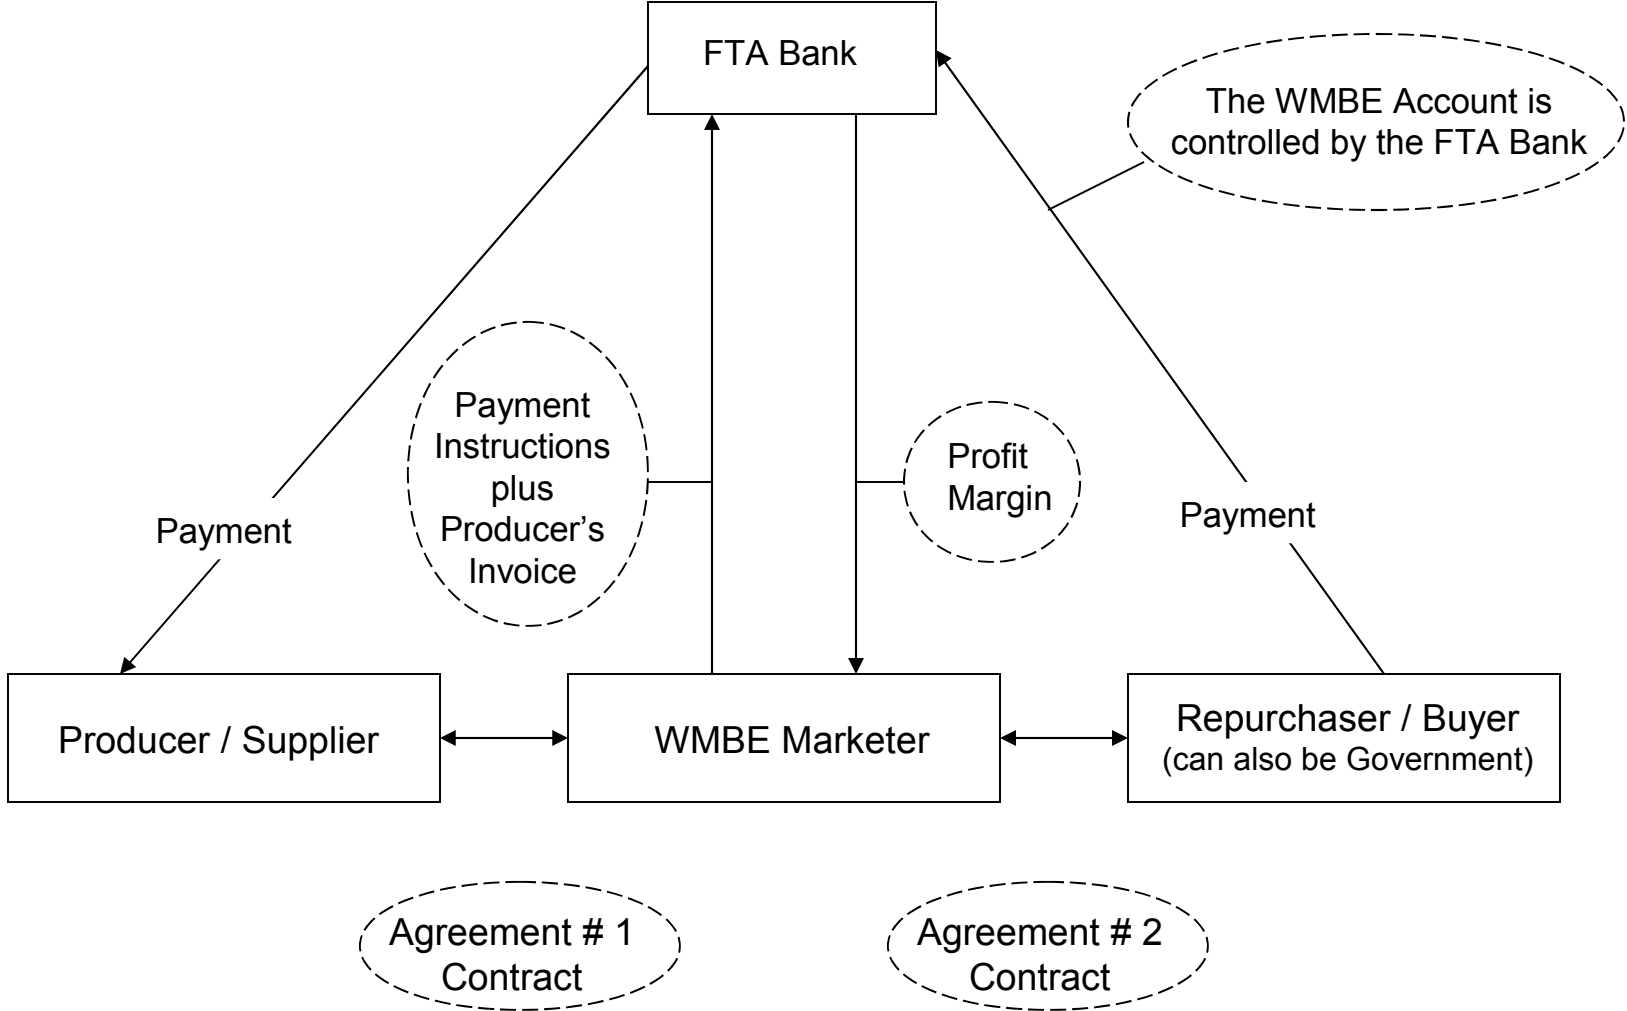 FTA Bank
The WMBE Account is
controlled by the FTA Bank
Payment
Instructions
plus
Producer’s
Invoice
Profit
Margin
Payment
Payment
Producer / Supplier
WMBE Marketer
Repurchaser / Buyer
(can also be Government)
Agreement # 1
Contract
Agreement # 2
Contract